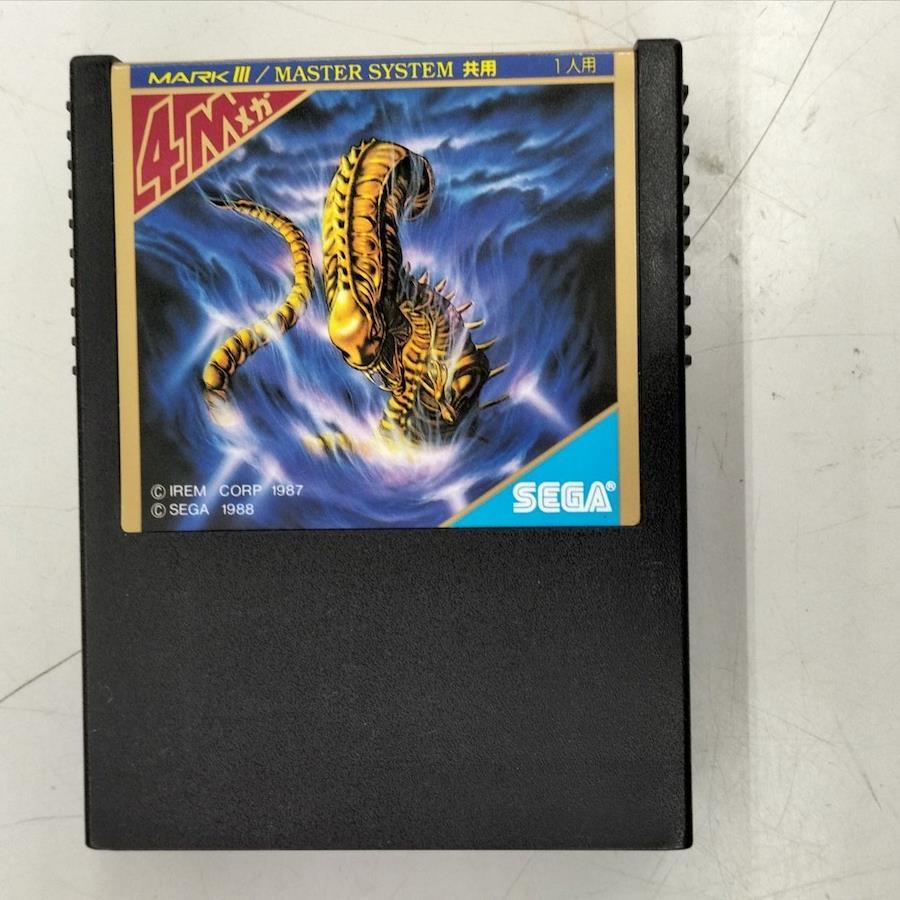 MARK III / MASTER SYSTEM 共用 1人用
4Mメガ
© IREM CORP 1987
© SEGA 1988
SEGA®